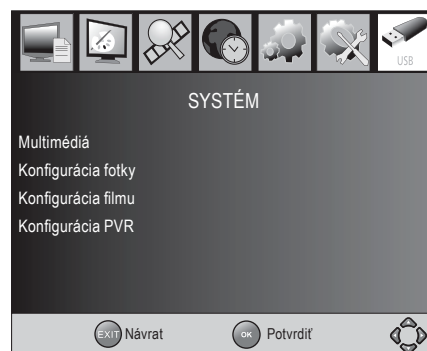 USB
SYSTÉM
Multimédiá
Konfigurácia fotky
Konfigurácia filmu
Konfigurácia PVR
EXIT Návrat OK Potvrdiť